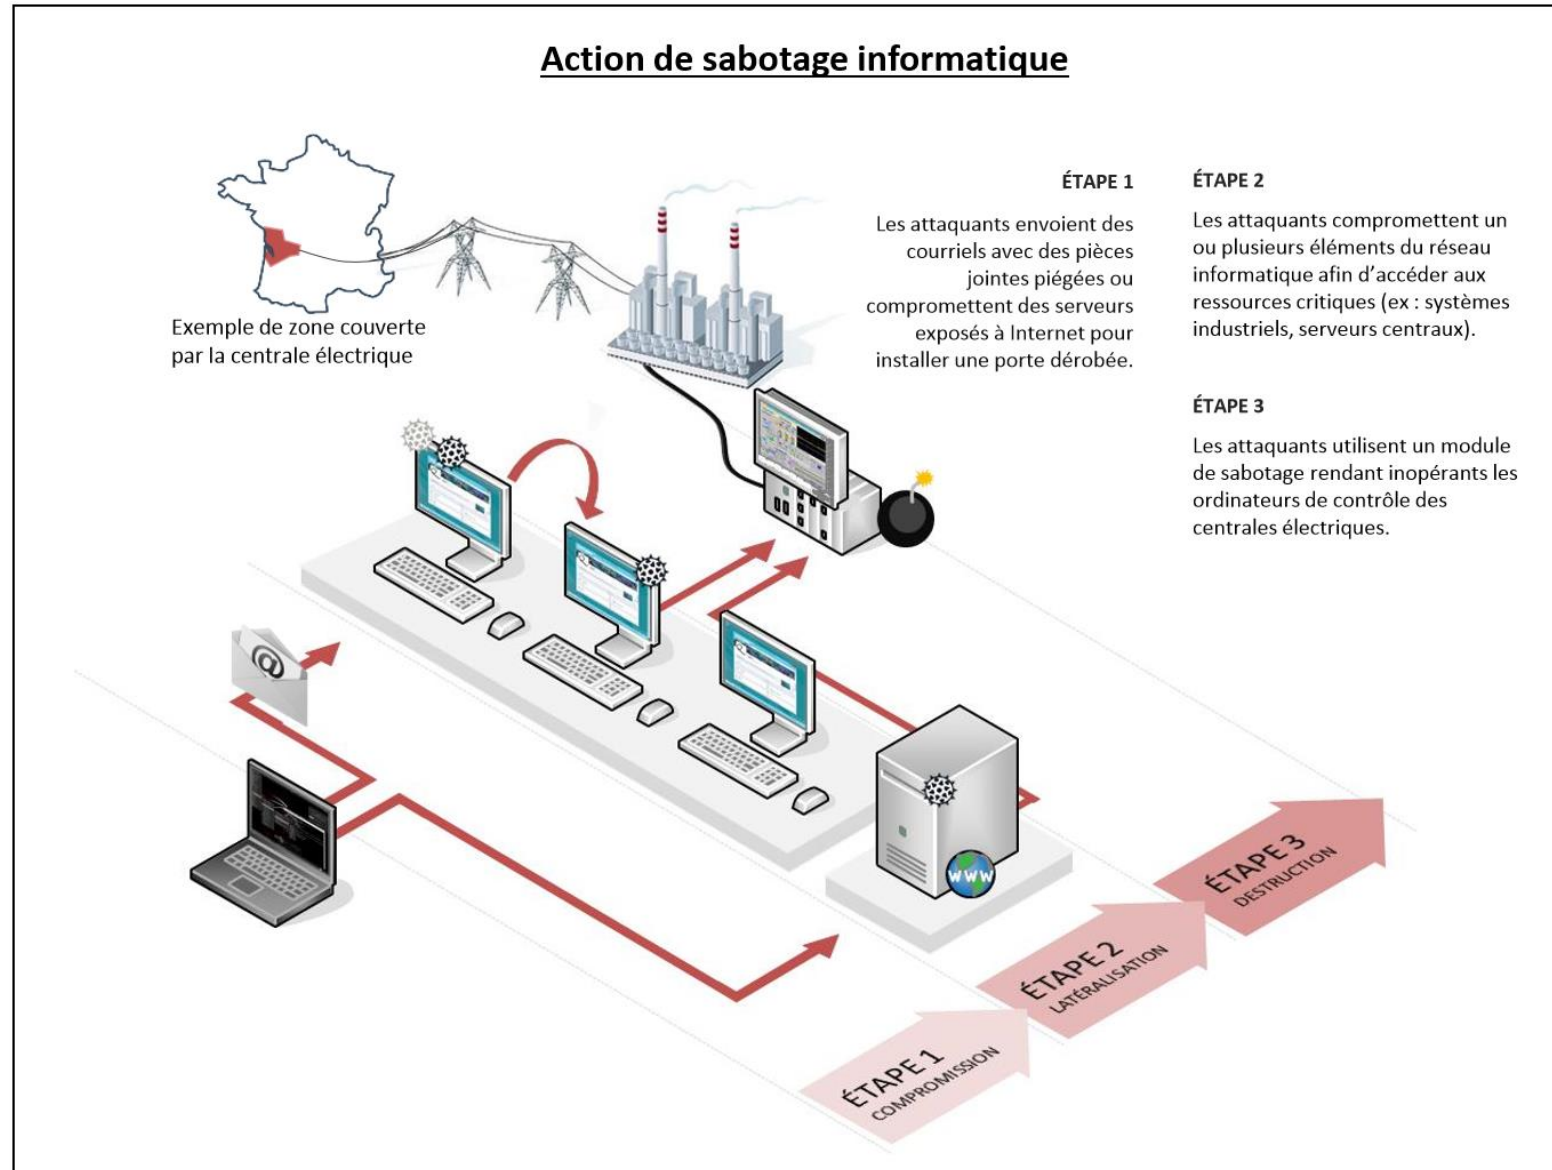 Action de sabotage informatique
Exemple de zone couverte
par la centrale électrique
ÉTAPE 1
Les attaquants envoient des
courriels avec des pièces
jointes piégées ou
compromettent des serveurs
exposés à Internet pour
installer une porte dérobée.
ÉTAPE 2
Les attaquants compromettent un
ou plusieurs éléments du réseau
informatique afin d’accéder aux
ressources critiques (ex : systèmes
industriels, serveurs centraux).
ÉTAPE 3
Les attaquants utilisent un module
de sabotage rendant inopérants les
ordinateurs de contrôle des
centrales électriques.
@
WWW
ÉTAPE 1
COMPROMISSION
ÉTAPE 2
LATÉRALISATION
ÉTAPE 3
DESTRUCTION